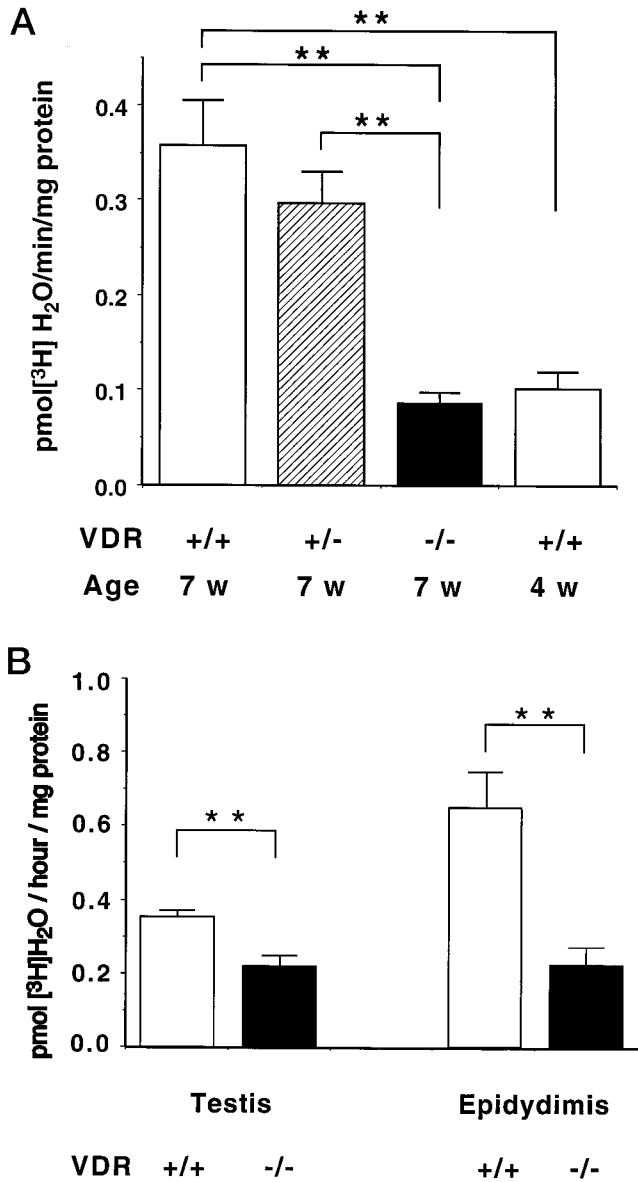 A
**
**
**
pmol[³H] H₂O/min/mg protein
0.4
0.3
0.2
0.1
0.0
VDR +/+ +/- -/- +/+
Age 7 w 7 w 7 w 4 w
B
pmol [³H]H₂O / hour / mg protein
1.0
0.8
0.6
0.4
0.2
0.0
**
**
Testis Epidydimis
VDR +/+ -/- +/+ -/-